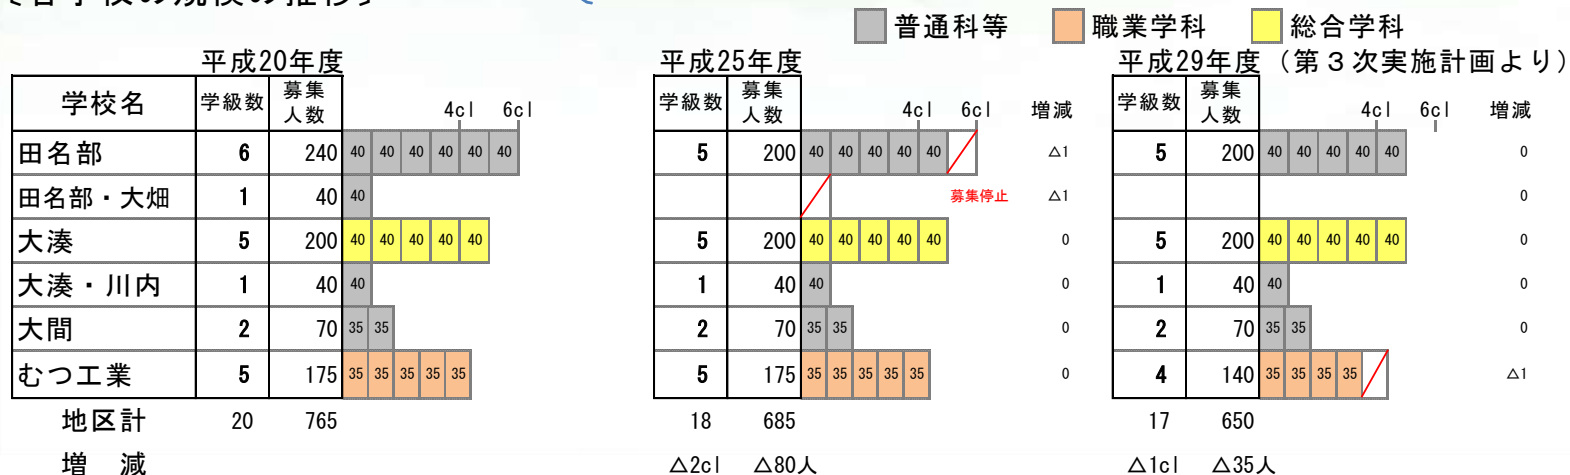 〔各学校の規模の推移〕
普通科等 職業学科 総合学科
平成20年度 平成25年度 平成29年度（第３次実施計画より）
学校名 学級数 募集人数 4cl 6cl 学級数 募集人数 4cl 6cl 増減 学級数 募集人数 4cl 6cl 増減
田名部 6 240 40 40 40 40 40 40 5 200 40 40 40 40 40 △1 5 200 40 40 40 40 40 0
田名部・大畑 1 40 40 募集停止 △1 0
大湊 5 200 40 40 40 40 40 5 200 40 40 40 40 40 0 5 200 40 40 40 40 40 0
大湊・川内 1 40 40 1 40 40 0 1 40 40 0
大間 2 70 35 35 2 70 35 35 0 2 70 35 35 0
むつ工業 5 175 35 35 35 35 35 5 175 35 35 35 35 35 0 4 140 35 35 35 35 △1
地区計 20 765 18 685 17 650
増 減 △2cl △80人 △1cl △35人